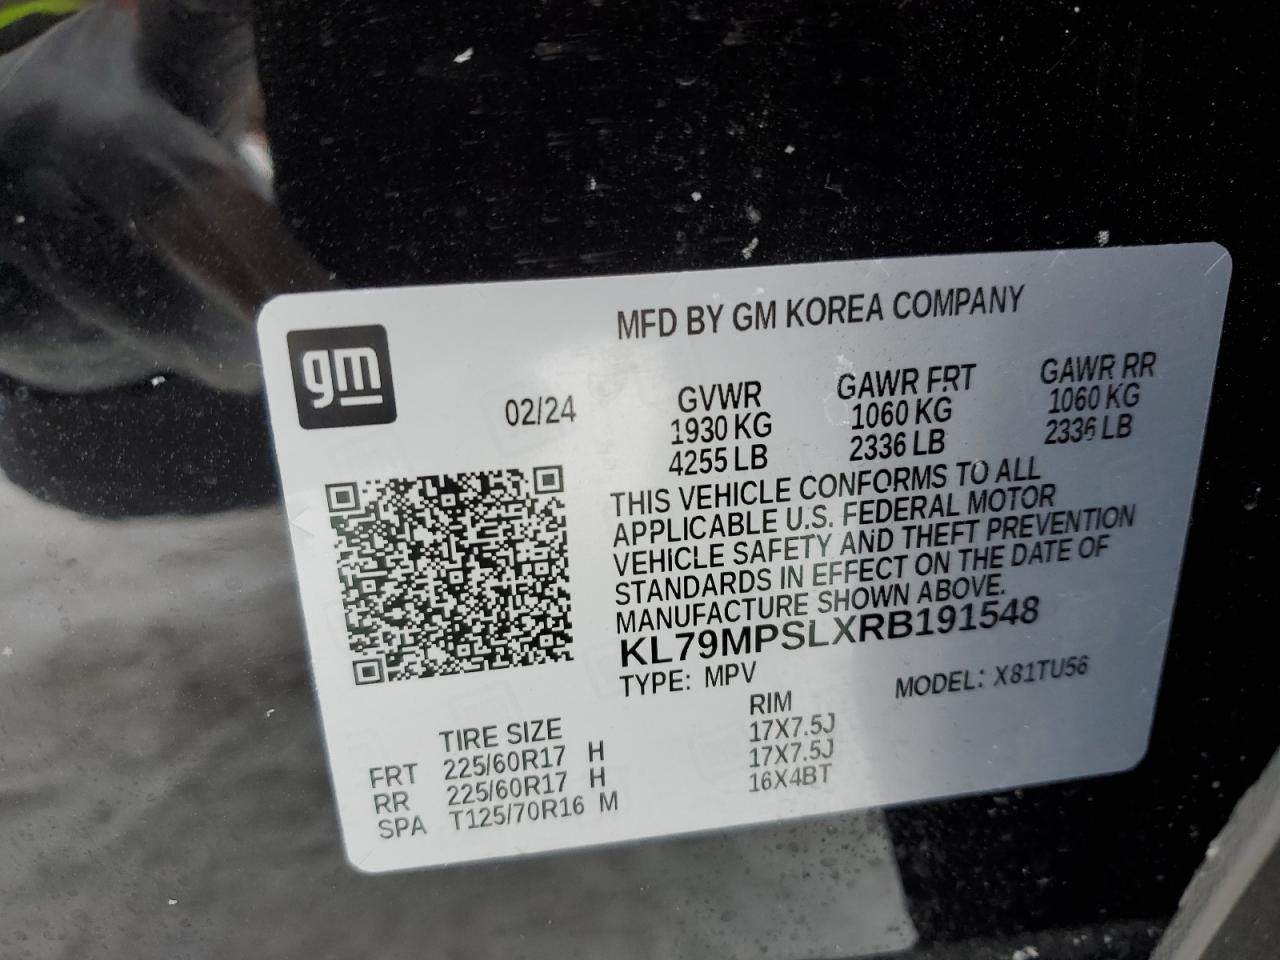 gm
MFD BY GM KOREA COMPANY
02/24
GVWR GAWR FRT GAWR RR
1930 KG 1060 KG 1060 KG
4255 LB 2336 LB 2336 LB
THIS VEHICLE CONFORMS TO ALL
APPLICABLE U.S. FEDERAL MOTOR
VEHICLE SAFETY AND THEFT PREVENTION
STANDARDS IN EFFECT ON THE DATE OF
MANUFACTURE SHOWN ABOVE.
KL79MPSLXRB191548
TYPE: MPV MODEL: X81TU56
TIRE SIZE RIM
FRT 225/60R17 H 17X7.5J
RR 225/60R17 H 17X7.5J
SPA T125/70R16 M 16X4BT